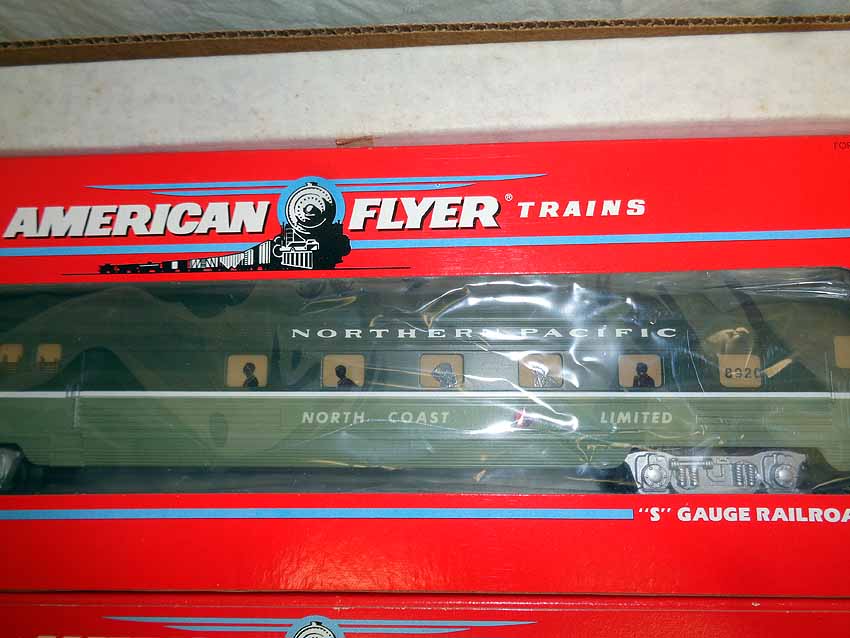 AMERICAN FLYER® TRAINS
NORTHERN PACIFIC
8920
NORTH COAST LIMITED
"S" GAUGE RAILROA